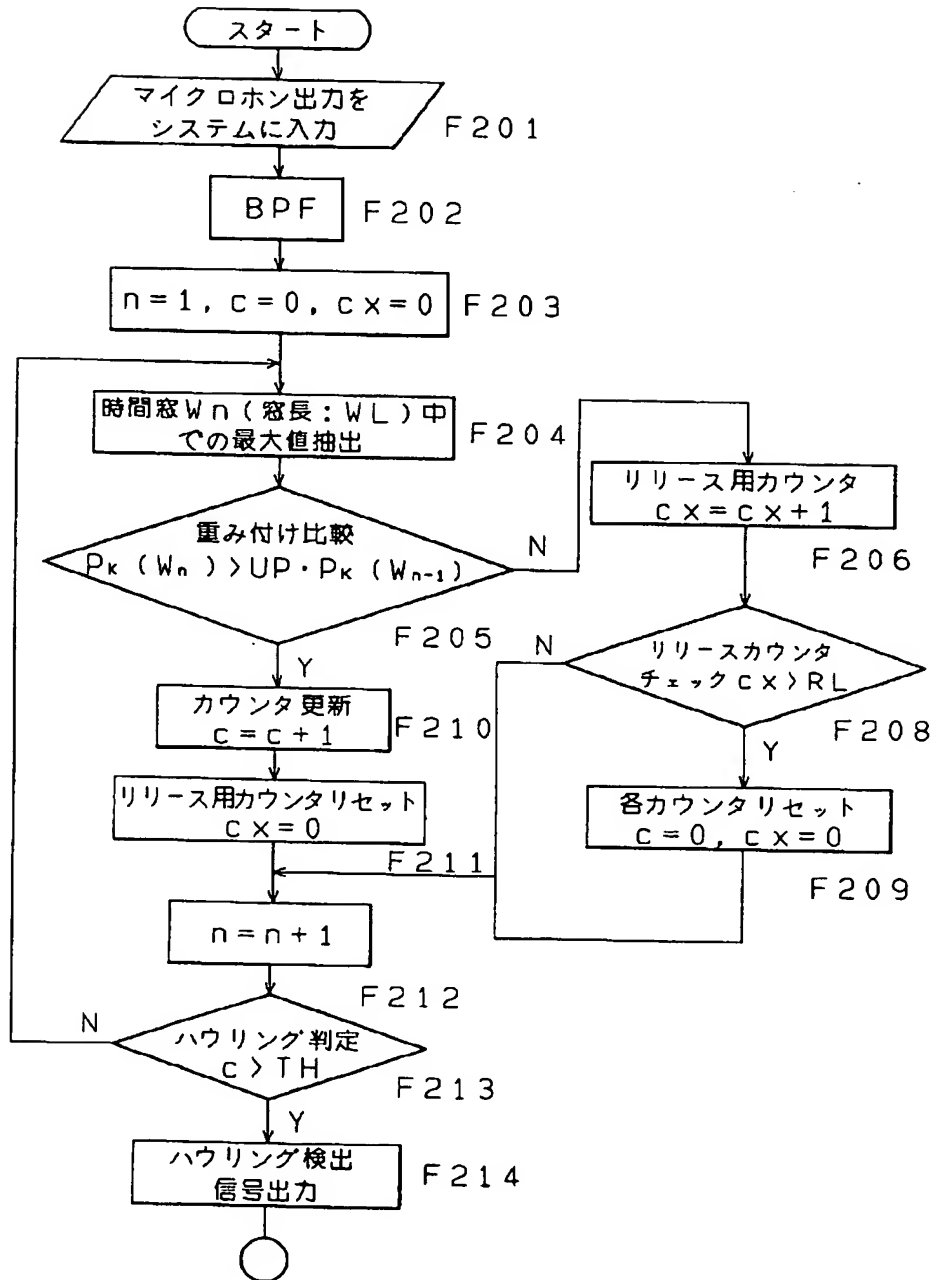 スタート
マイクロホン出力を
システムに入力
F201
BPF
F202
n=1, c=0, cx=0
F203
時間窓Wn(窓長:WL)中
での最大値抽出
F204
重み付け比較
PK(Wn)>UP・PK(Wn-1)
N
F205
Y
リリース用カウンタ
cx=cx+1
F206
リリースカウンタ
チェックcx>RL
N
F208
Y
各カウンタリセット
c=0, cx=0
F209
カウンタ更新
c=c+1
F210
リリース用カウンタリセット
cx=0
F211
n=n+1
F212
ハウリング判定
c>TH
N
F213
Y
ハウリング検出
信号出力
F214